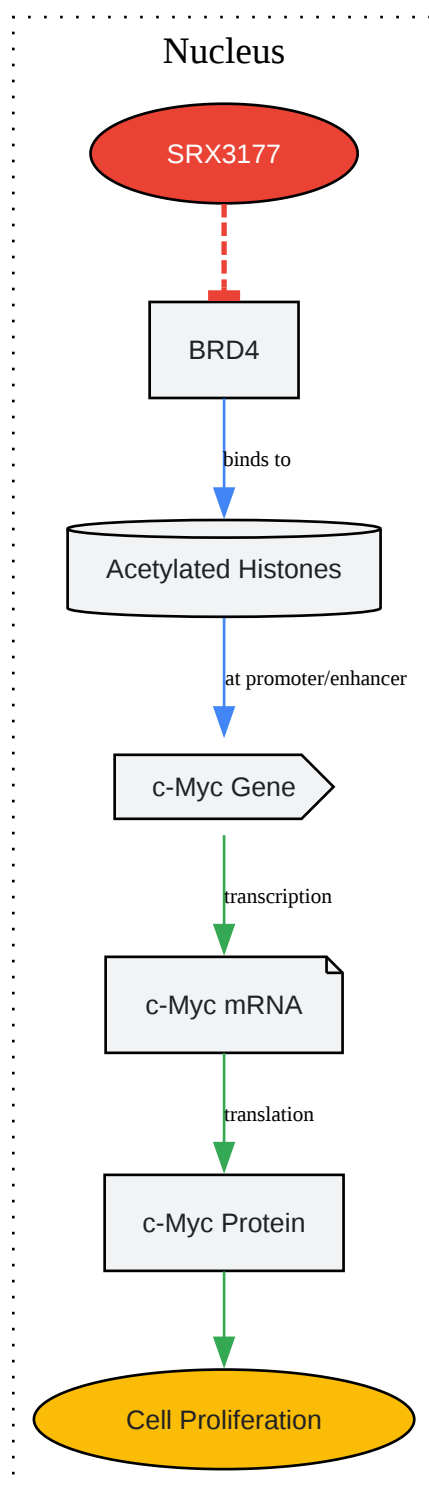 Nucleus
SRX3177
BRD4
binds to
Acetylated Histones
at promoter/enhancer
c-Myc Gene
transcription
c-Myc mRNA
translation
c-Myc Protein
Cell Proliferation